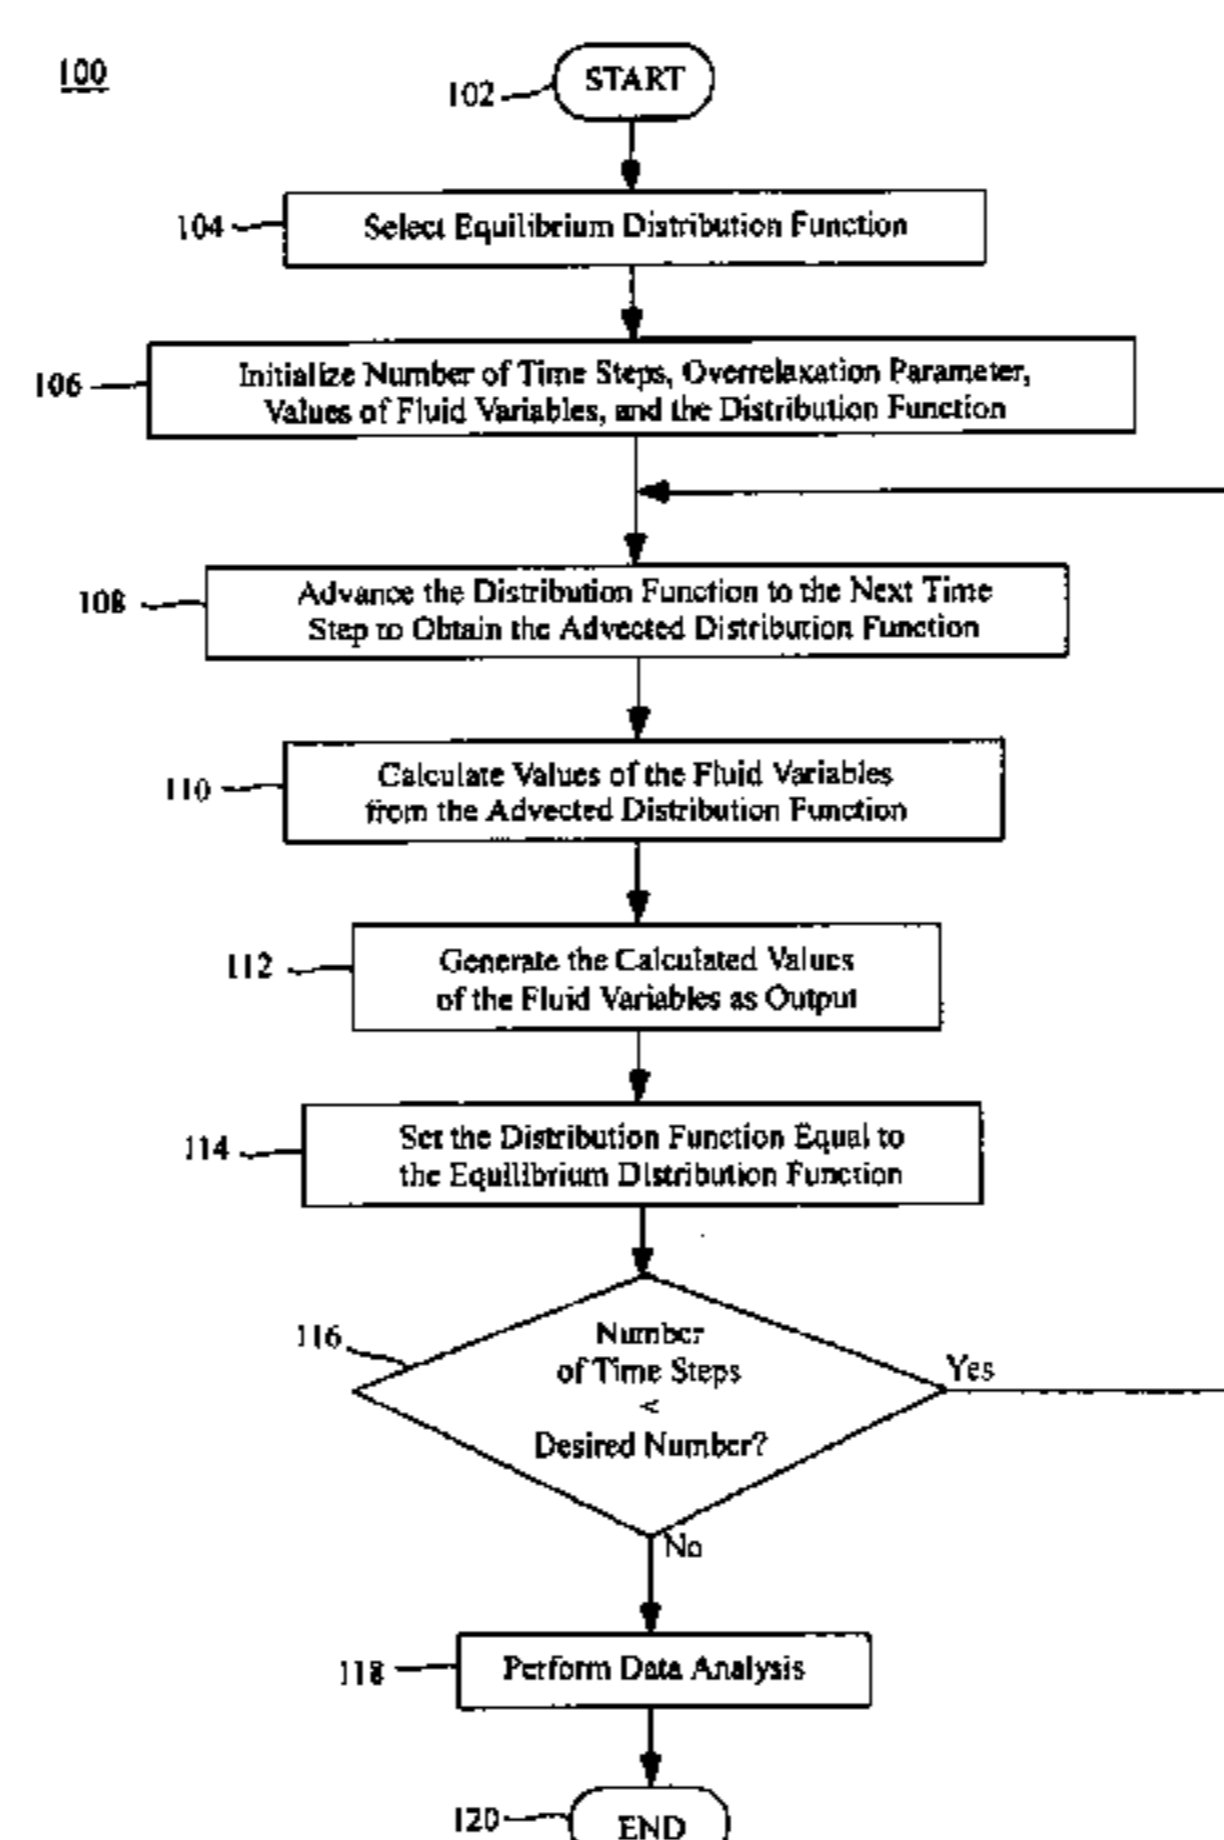 100
102
START
104
Select Equilibrium Distribution Function
106
Initialize Number of Time Steps, Overrelaxation Parameter,
Values of Fluid Variables, and the Distribution Function
108
Advance the Distribution Function to the Next Time
Step to Obtain the Advected Distribution Function
110
Calculate Values of the Fluid Variables
from the Advected Distribution Function
112
Generate the Calculated Values
of the Fluid Variables as Output
114
Set the Distribution Function Equal to
the Equilibrium Distribution Function
116
Number
of Time Steps
<
Desired Number?
Yes
No
118
Perform Data Analysis
120
END